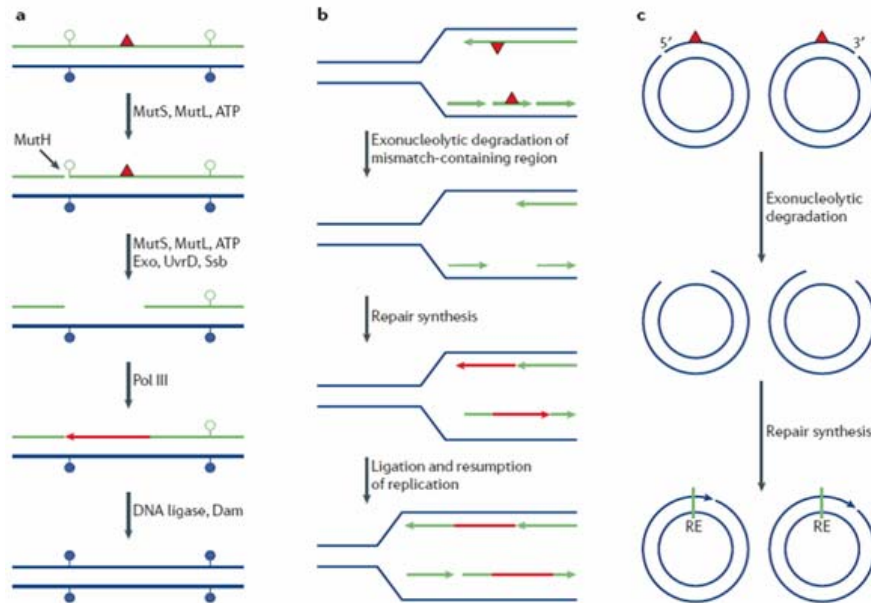 a
MutS, MutL, ATP
MutH
MutS, MutL, ATP
Exo, UvrD, Ssb
Pol III
DNA ligase, Dam
b
Exonucleolytic degradation of
mismatch-containing region
Repair synthesis
Ligation and resumption
of replication
c
5′
3′
Exonucleolytic
degradation
Repair synthesis
RE
RE